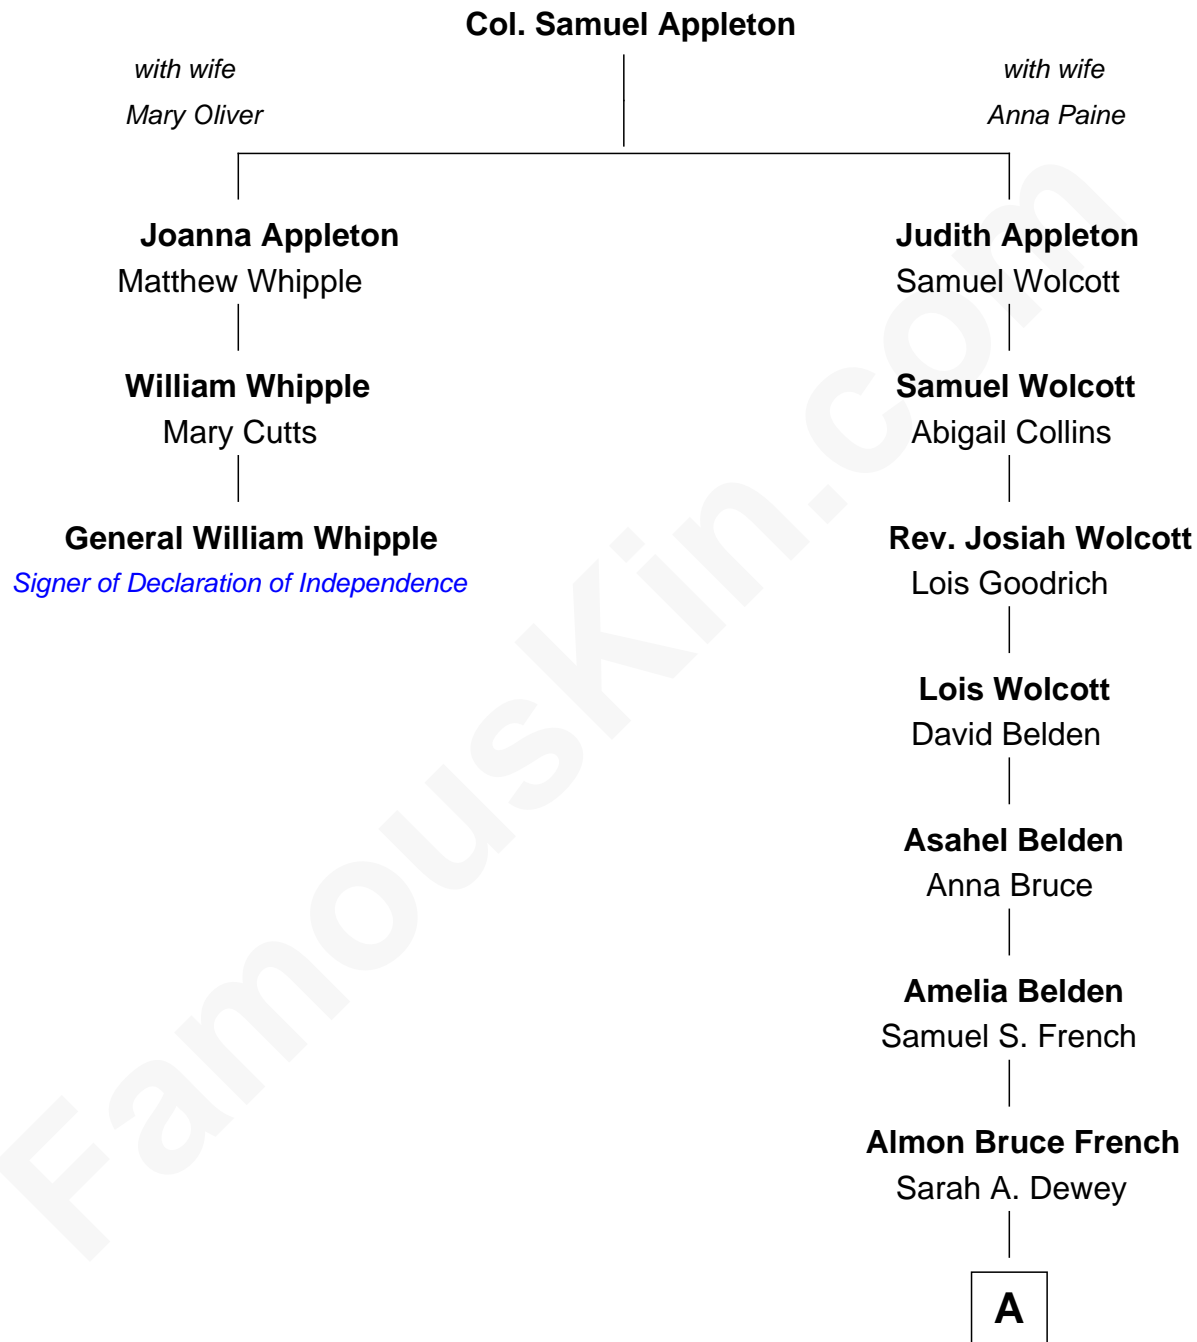 Col. Samuel Appleton
with wife
Mary Oliver
with wife
Anna Paine
Joanna Appleton
Matthew Whipple
Judith Appleton
Samuel Wolcott
William Whipple
Mary Cutts
Samuel Wolcott
Abigail Collins
General William Whipple
Signer of Declaration of Independence
Rev. Josiah Wolcott
Lois Goodrich
Lois Wolcott
David Belden
Asahel Belden
Anna Bruce
Amelia Belden
Samuel S. French
Almon Bruce French
Sarah A. Dewey
A
FamousKin.com